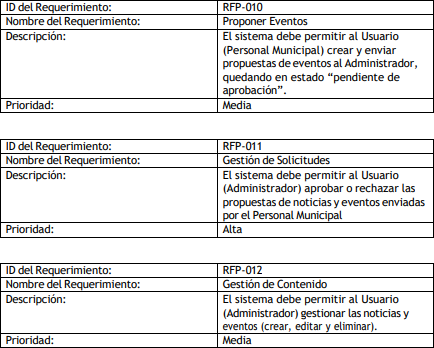 ID del Requerimiento: RFP-010
Nombre del Requerimiento: Proponer Eventos
Descripción: El sistema debe permitir al Usuario
(Personal Municipal) crear y enviar
propuestas de eventos al Administrador,
quedando en estado “pendiente de
aprobación”.
Prioridad: Media
ID del Requerimiento: RFP-011
Nombre del Requerimiento: Gestión de Solicitudes
Descripción: El sistema debe permitir al Usuario
(Administrador) aprobar o rechazar las
propuestas de noticias y eventos enviadas
por el Personal Municipal
Prioridad: Alta
ID del Requerimiento: RFP-012
Nombre del Requerimiento: Gestión de Contenido
Descripción: El sistema debe permitir al Usuario
(Administrador) gestionar las noticias y
eventos (crear, editar y eliminar).
Prioridad: Media